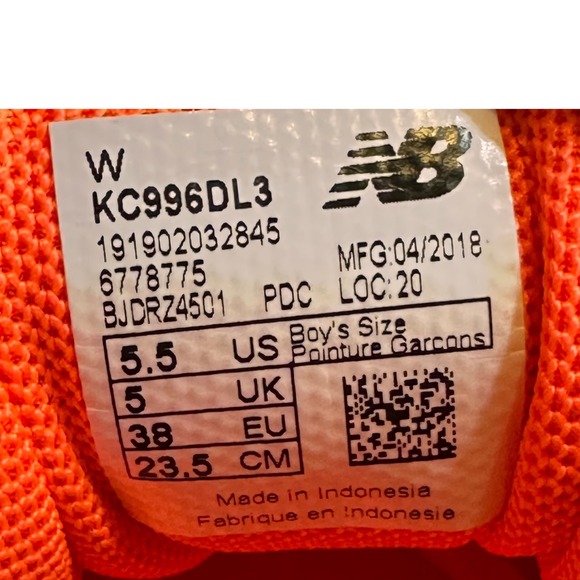 W
KC996DL3
NB
191902032845
6778775
MFG:04/2018
BJDRZ4501 PDC LOC:20
5.5 US Boy's Size
Pointure Garcons
5 UK
38 EU
23.5 CM
Made in Indonesia
Fabrique en Indonesie